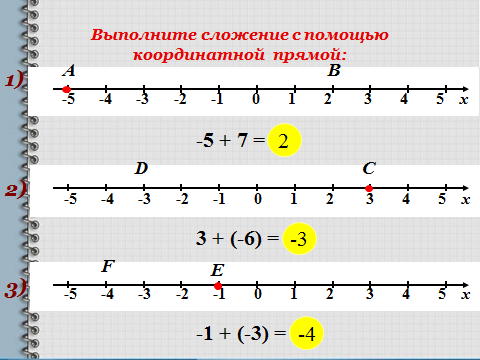 Выполните сложение с помощью
координатной прямой:
1)
A B
-5 -4 -3 -2 -1 0 1 2 3 4 5 x
-5 + 7 = 2
D C
2)
-5 -4 -3 -2 -1 0 1 2 3 4 5 x
3 + (-6) = -3
F E
3)
-5 -4 -3 -2 -1 0 1 2 3 4 5 x
-1 + (-3) = -4